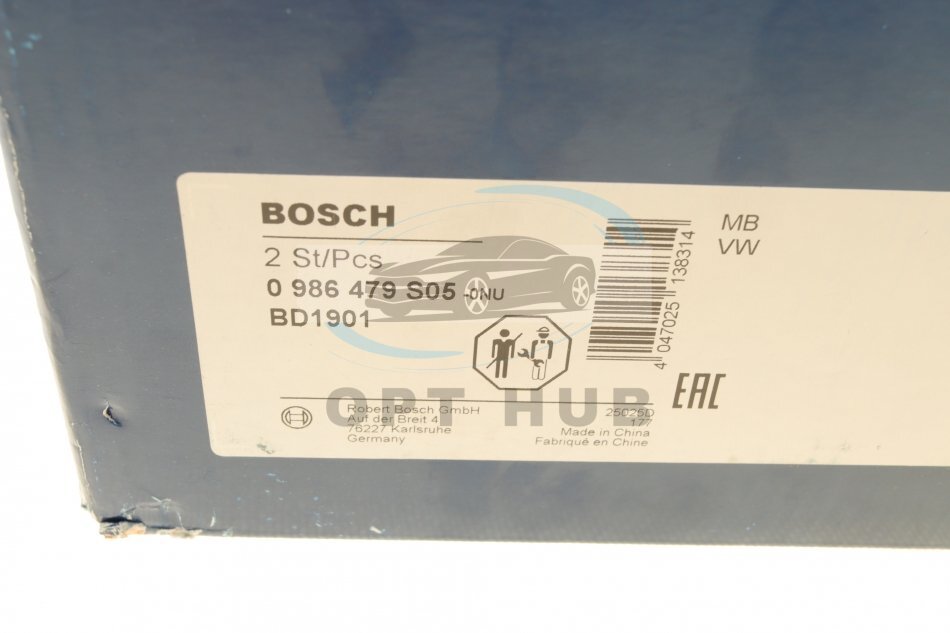 BOSCH
2 St/Pcs
0 986 479 S05 -0NU
BD1901
MB
VW
4 047025 138314
EAC
OPT HUB
Robert Bosch GmbH
Auf der Breit 4
76227 Karlsruhe
Germany
25025D
177
Made in China
Fabriqué en Chine